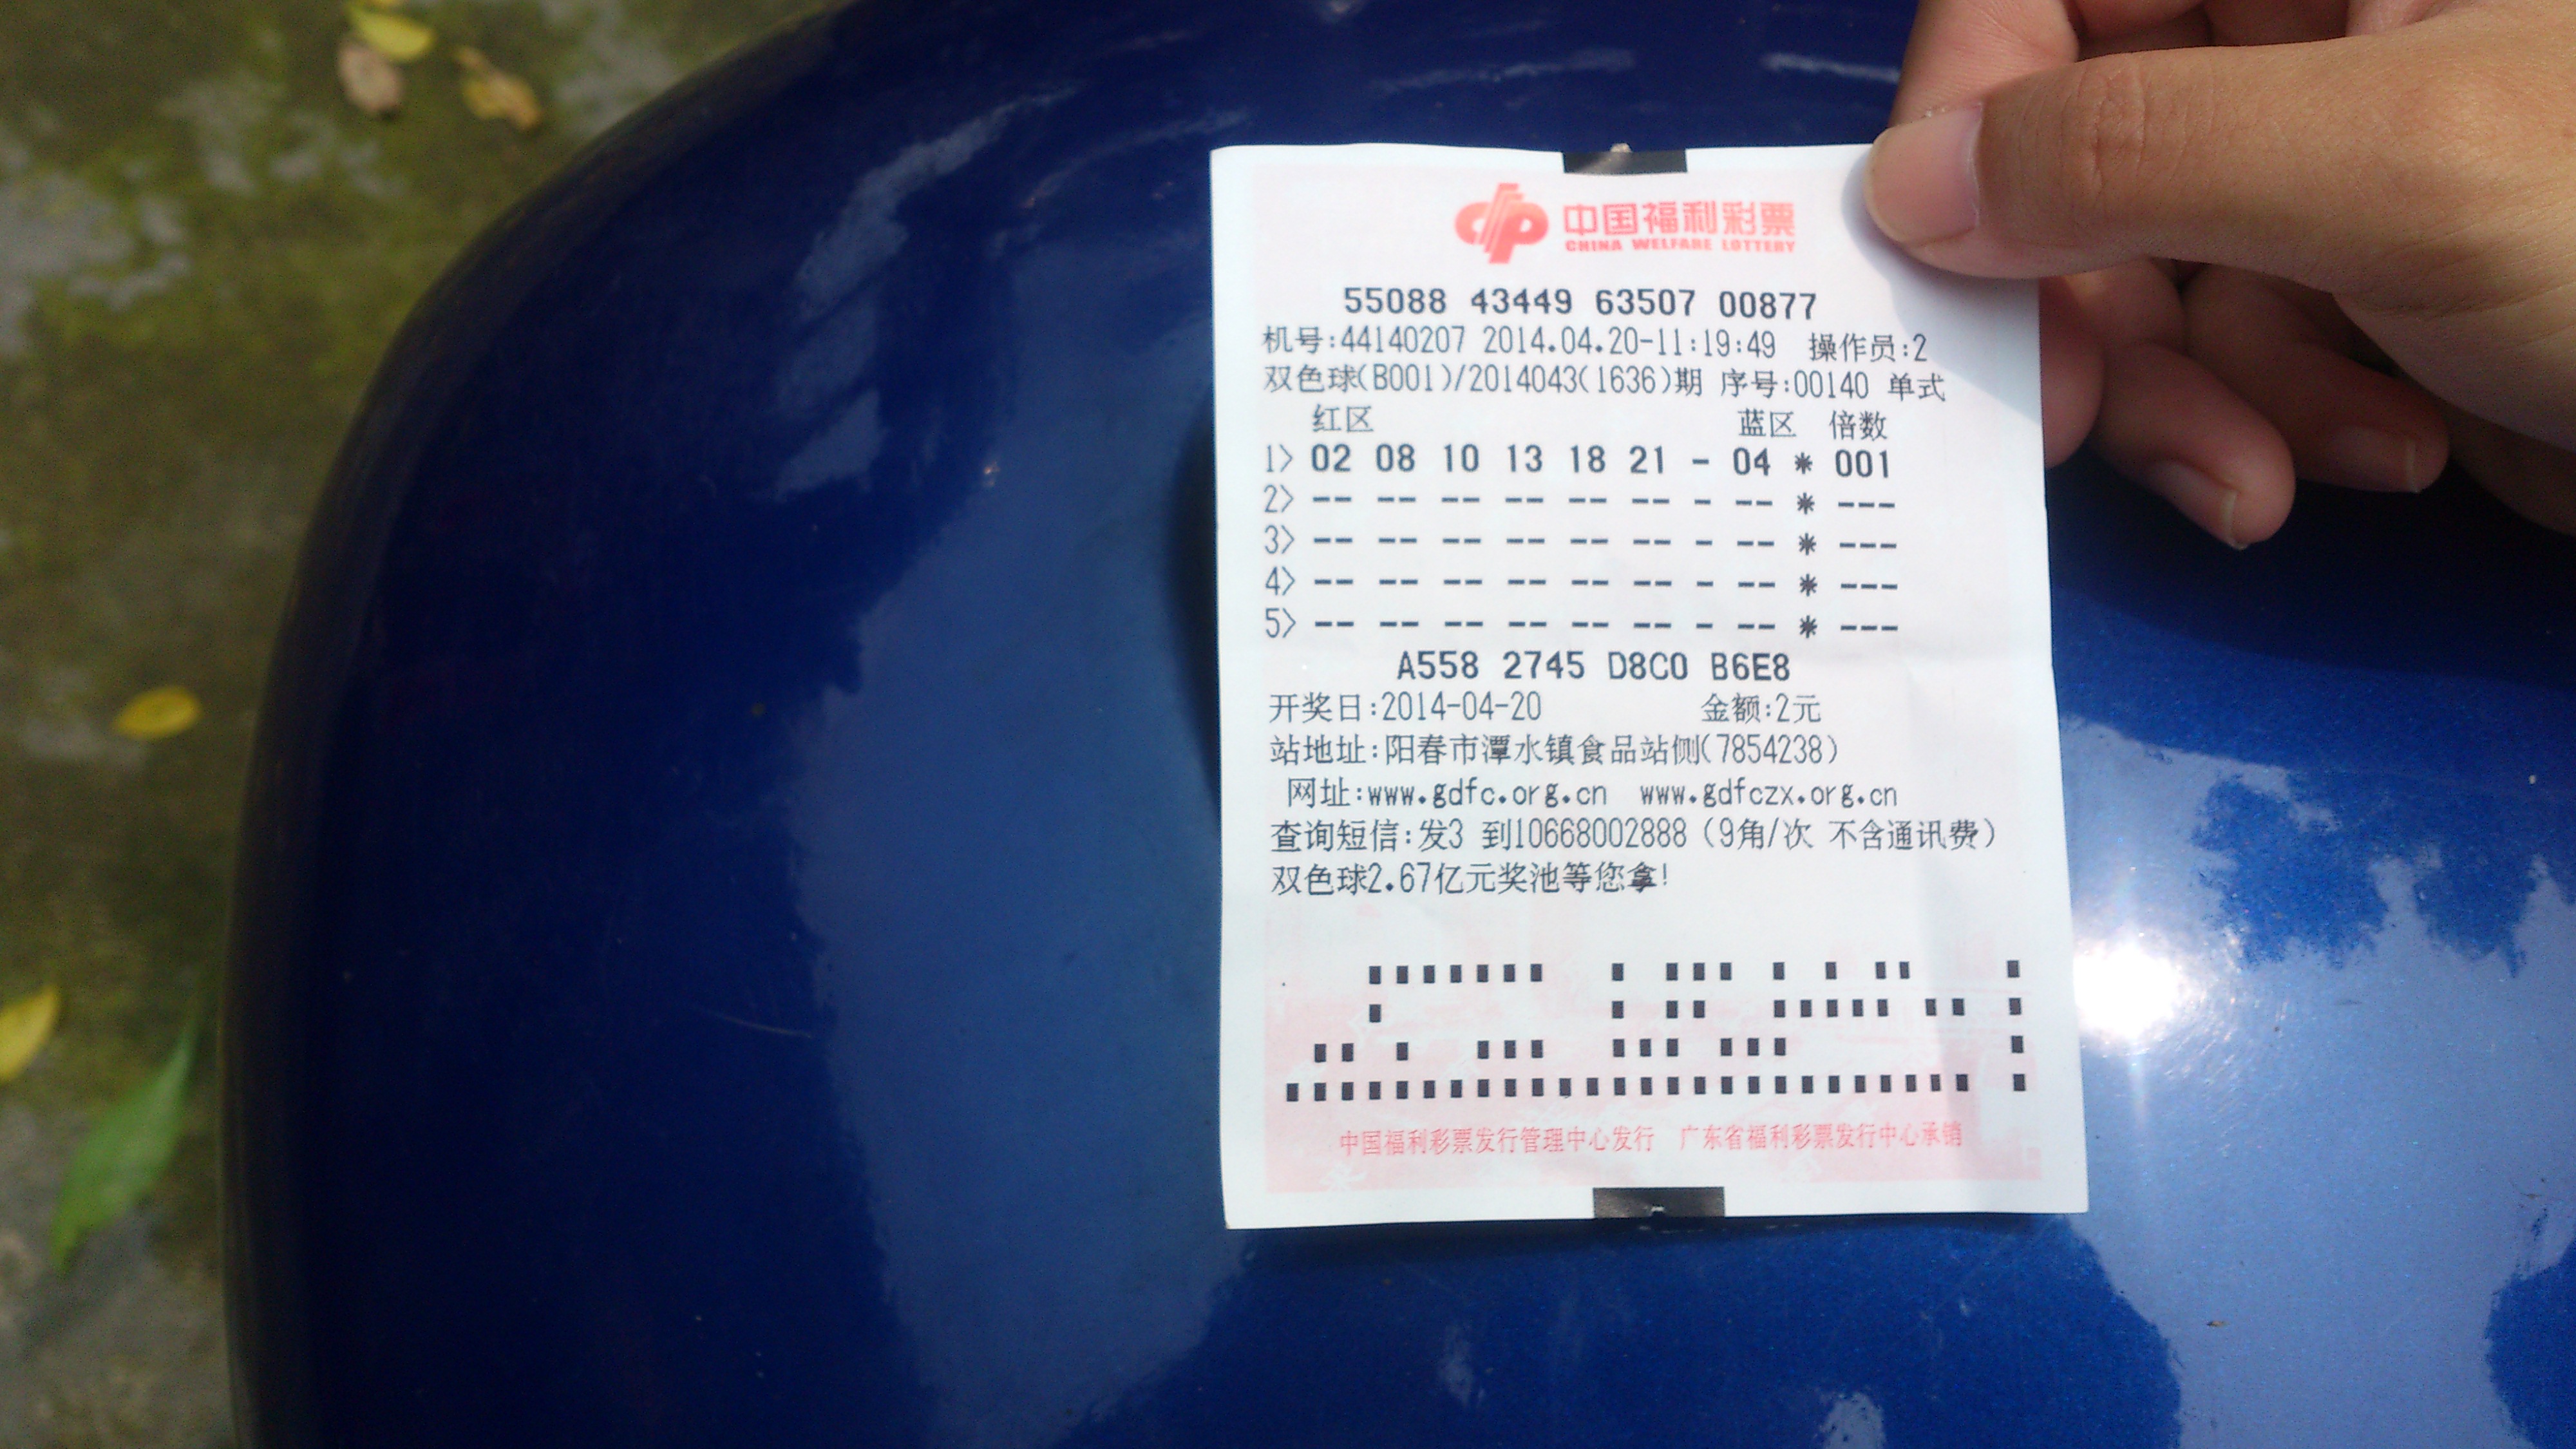 中国福利彩票
CHINA WELFARE LOTTERY
55088 43449 63507 00877
机号:44140207 2014.04.20-11:19:49 操作员:2
双色球(B001)/2014043(1636)期 序号:00140 单式
红区 蓝区 倍数
1> 02 08 10 13 18 21 - 04 * 001
2> -- -- -- -- -- -- - -- * ---
3> -- -- -- -- -- -- - -- * ---
4> -- -- -- -- -- -- - -- * ---
5> -- -- -- -- -- -- - -- * ---
A558 2745 D8C0 B6E8
开奖日:2014-04-20 金额:2元
站地址:阳春市潭水镇食品站侧(7854238)
网址:www.gdfc.org.cn www.gdfczx.org.cn
查询短信:发3 到10668002888（9角/次 不含通讯费）
双色球2.67亿元奖池等您拿!
中国福利彩票发行管理中心发行 广东省福利彩票发行中心承销